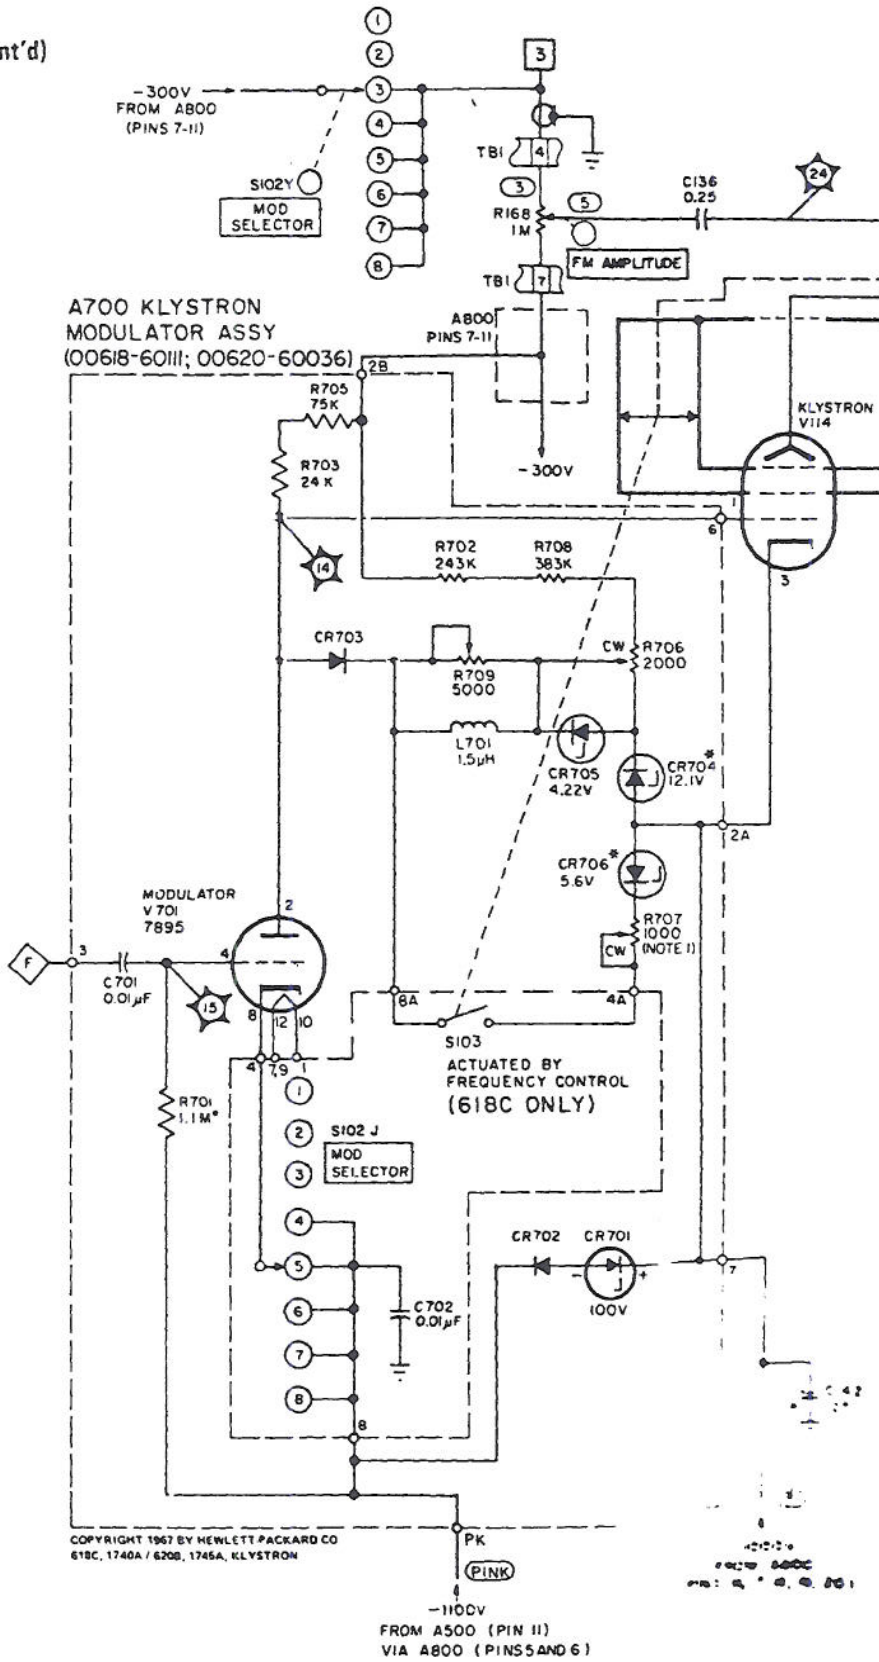 nt'd)
1
2
3
4
5
6
7
8
3
-300V
FROM A800
(PINS 7-11)
S102Y
MOD
SELECTOR
TB1
4
3
R168
1M
5
FM AMPLITUDE
C136
0.25
24
TB1
7
A800
PINS 7-11
-300V
A700 KLYSTRON
MODULATOR ASSY
(00618-60111; 00620-60036)
2B
R705
75K
R703
24K
14
KLYSTRON
V114
6
3
R702
243K
R708
383K
CR703
R709
5000
CW
R706
2000
L701
1.5µH
CR705
4.22V
CR704*
12.1V
2A
CR706*
5.6V
R707
1000
(NOTE 1)
CW
MODULATOR
V701
7895
2
F
3
C701
0.01µF
4
15
8
12
10
4
7,9
1
8A
4A
S103
ACTUATED BY
FREQUENCY CONTROL
(618C ONLY)
R701
1.1M*
1
2
3
4
5
6
7
8
S102J
MOD
SELECTOR
C702
0.01µF
8
CR702
CR701
-
+
100V
7
COPYRIGHT 1967 BY HEWLETT-PACKARD CO
618C, 1740A / 620B, 1745A, KLYSTRON
PK
PINK
-1100V
FROM A500 (PIN 11)
VIA A800 (PINS 5 AND 6)